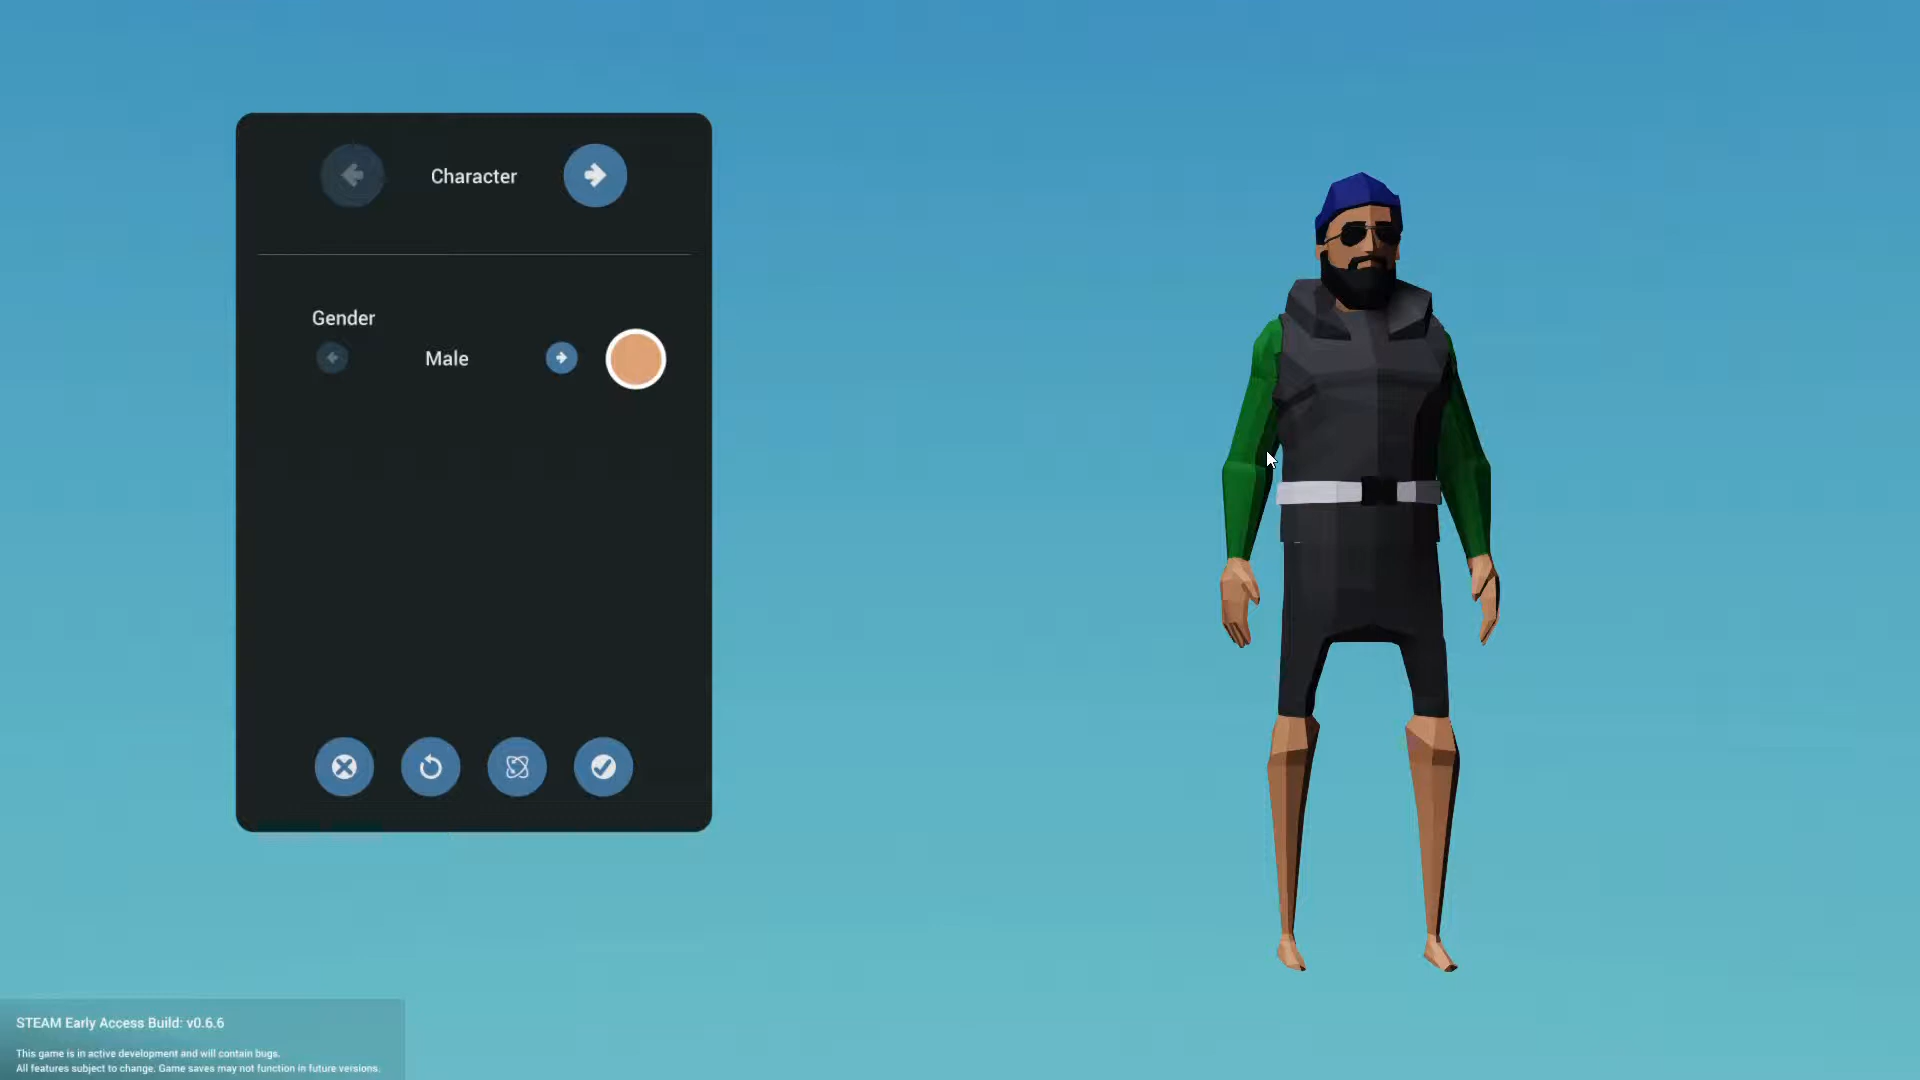 Character
Gender
Male
STEAM Early Access Build: v0.6.6
This game is in active development and will contain bugs.
All features subject to change. Game saves may not function in future versions.